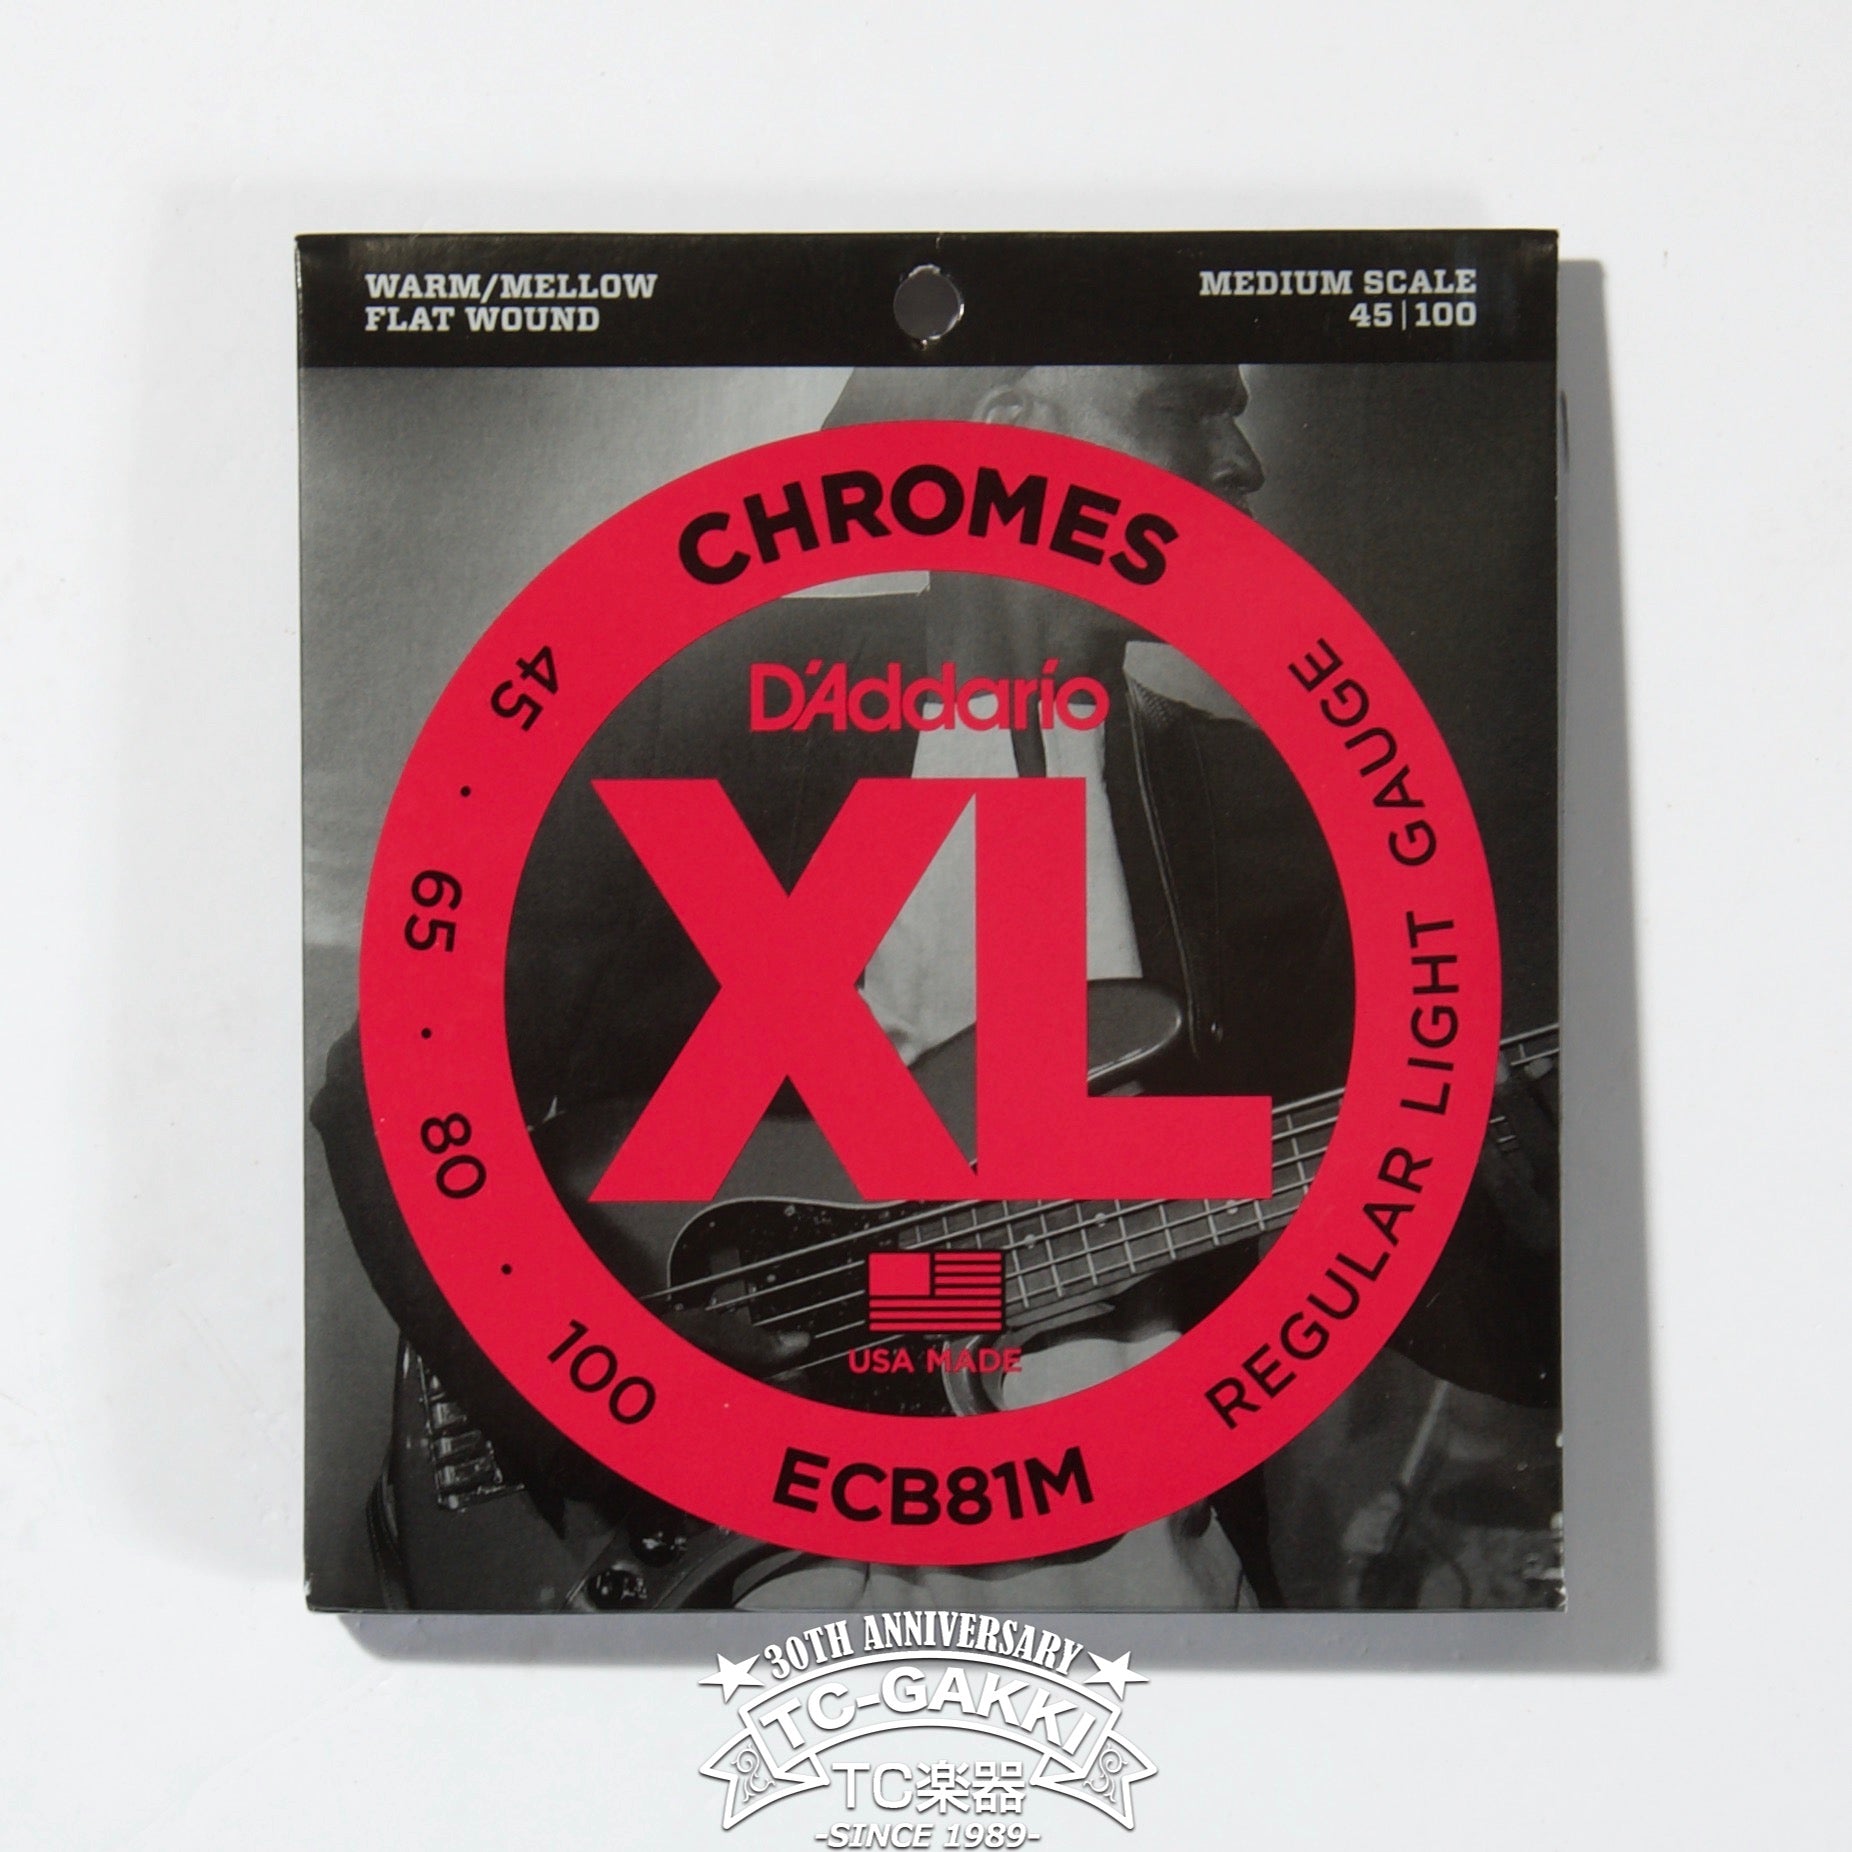 WARM/MELLOW
FLAT WOUND
MEDIUM SCALE
45|100
CHROMES
D'Addario
XL
45 · 65 · 80 · 100
REGULAR LIGHT GAUGE
USA MADE
ECB81M
30TH ANNIVERSARY
TC-GAKKI
TC楽器
-SINCE 1989-